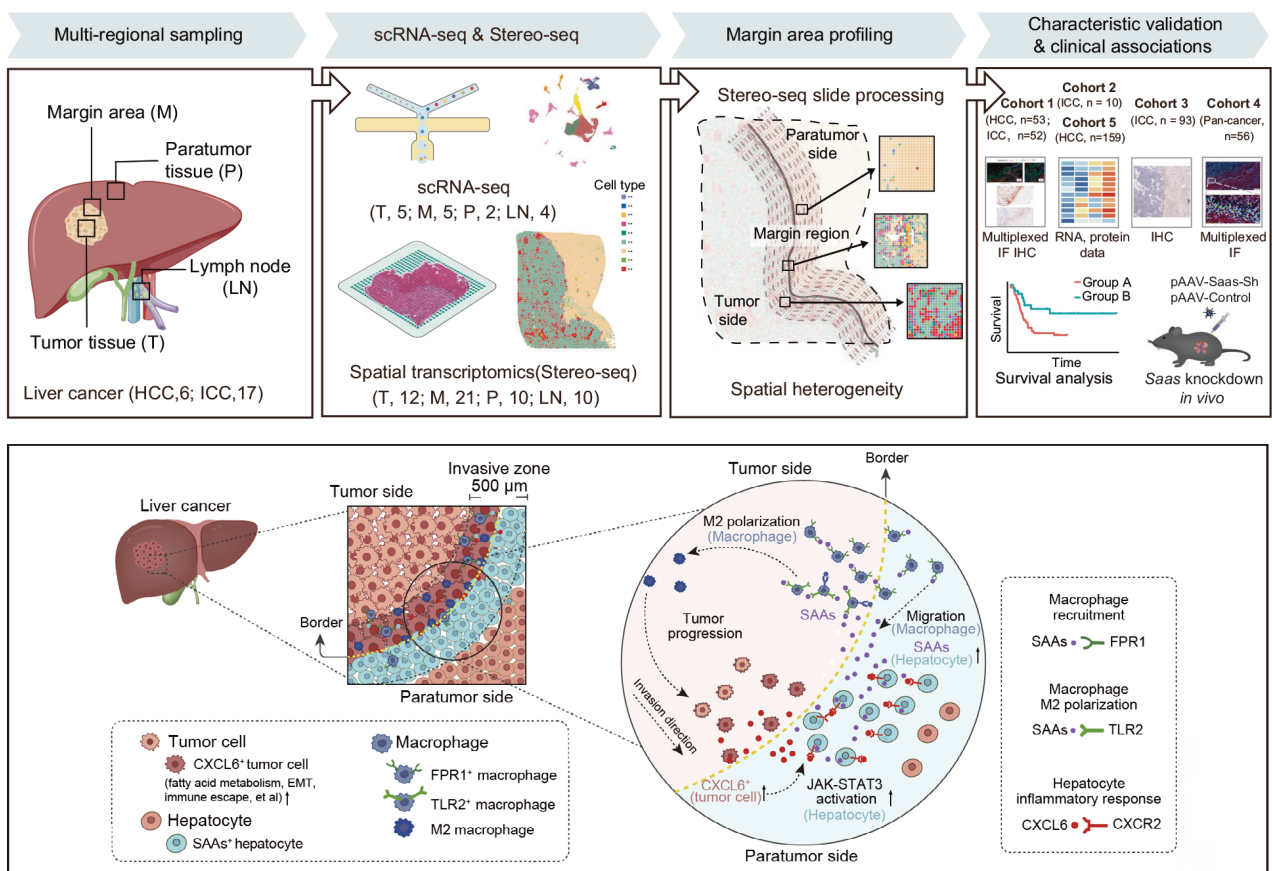 Multi-regional sampling
scRNA-seq & Stereo-seq
Margin area profiling
Characteristic validation
& clinical associations
Margin area (M)
Paratumor
tissue (P)
Lymph node
(LN)
Tumor tissue (T)
Liver cancer (HCC,6; ICC,17)
scRNA-seq
(T, 5; M, 5; P, 2; LN, 4)
Cell type
Spatial transcriptomics(Stereo-seq)
(T, 12; M, 21; P, 10; LN, 10)
Stereo-seq slide processing
Paratumor
side
Margin region
Tumor
side
Spatial heterogeneity
Cohort 1
(HCC, n=53;
ICC, n=52)
Cohort 2
(ICC, n = 10)
Cohort 5
(HCC, n=159)
Cohort 3
(ICC, n = 93)
Cohort 4
(Pan-cancer,
n=56)
Multiplexed
IF IHC
RNA, protein
data
IHC
Multiplexed
IF
Survival
Group A
Group B
Time
Survival analysis
pAAV-Saas-Sh
pAAV-Control
Saas knockdown
in vivo
Liver cancer
Tumor side
Invasive zone
500 µm
Border
Paratumor side
Tumor cell
CXCL6⁺ tumor cell
(fatty acid metabolism, EMT,
immune escape, et al)↑
Hepatocyte
SAAs⁺ hepatocyte
Macrophage
FPR1⁺ macrophage
TLR2⁺ macrophage
M2 macrophage
Tumor side
Border
M2 polarization
(Macrophage)
SAAs
Tumor
progression
Migration
(Macrophage)
SAAs
(Hepatocyte)↑
Invasion direction
CXCL6⁺
(tumor cell)↑
JAK-STAT3
activation
(Hepatocyte)↑
Paratumor side
Macrophage
recruitment
SAAs FPR1
Macrophage
M2 polarization
SAAs TLR2
Hepatocyte
inflammatory response
CXCL6 CXCR2